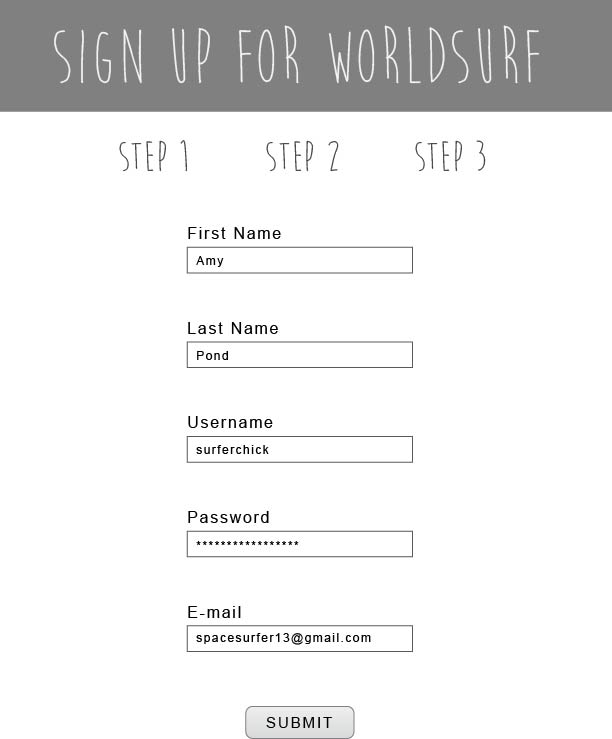 SIGN UP FOR WORLDSURF
STEP 1 STEP 2 STEP 3
First Name
Amy
Last Name
Pond
Username
surferchick
Password
*****************
E-mail
spacesurfer13@gmail.com
SUBMIT